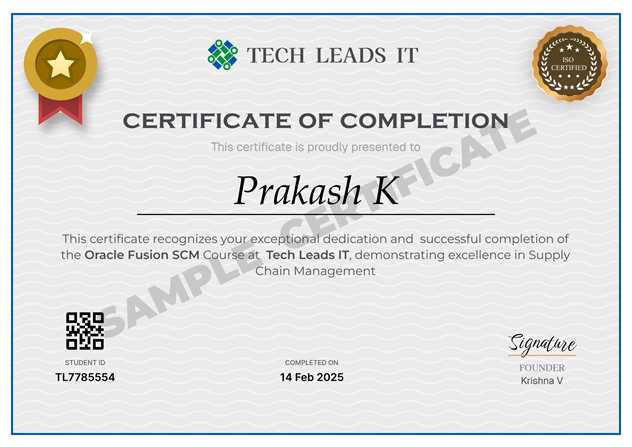 TECH LEADS IT
ISO
CERTIFIED
CERTIFICATE OF COMPLETION
This certificate is proudly presented to
Prakash K
This certificate recognizes your exceptional dedication and successful completion of
the Oracle Fusion SCM Course at Tech Leads IT, demonstrating excellence in Supply
Chain Management
SAMPLE CERTIFICATE
STUDENT ID
TL7785554
COMPLETED ON
14 Feb 2025
Signature
FOUNDER
Krishna V